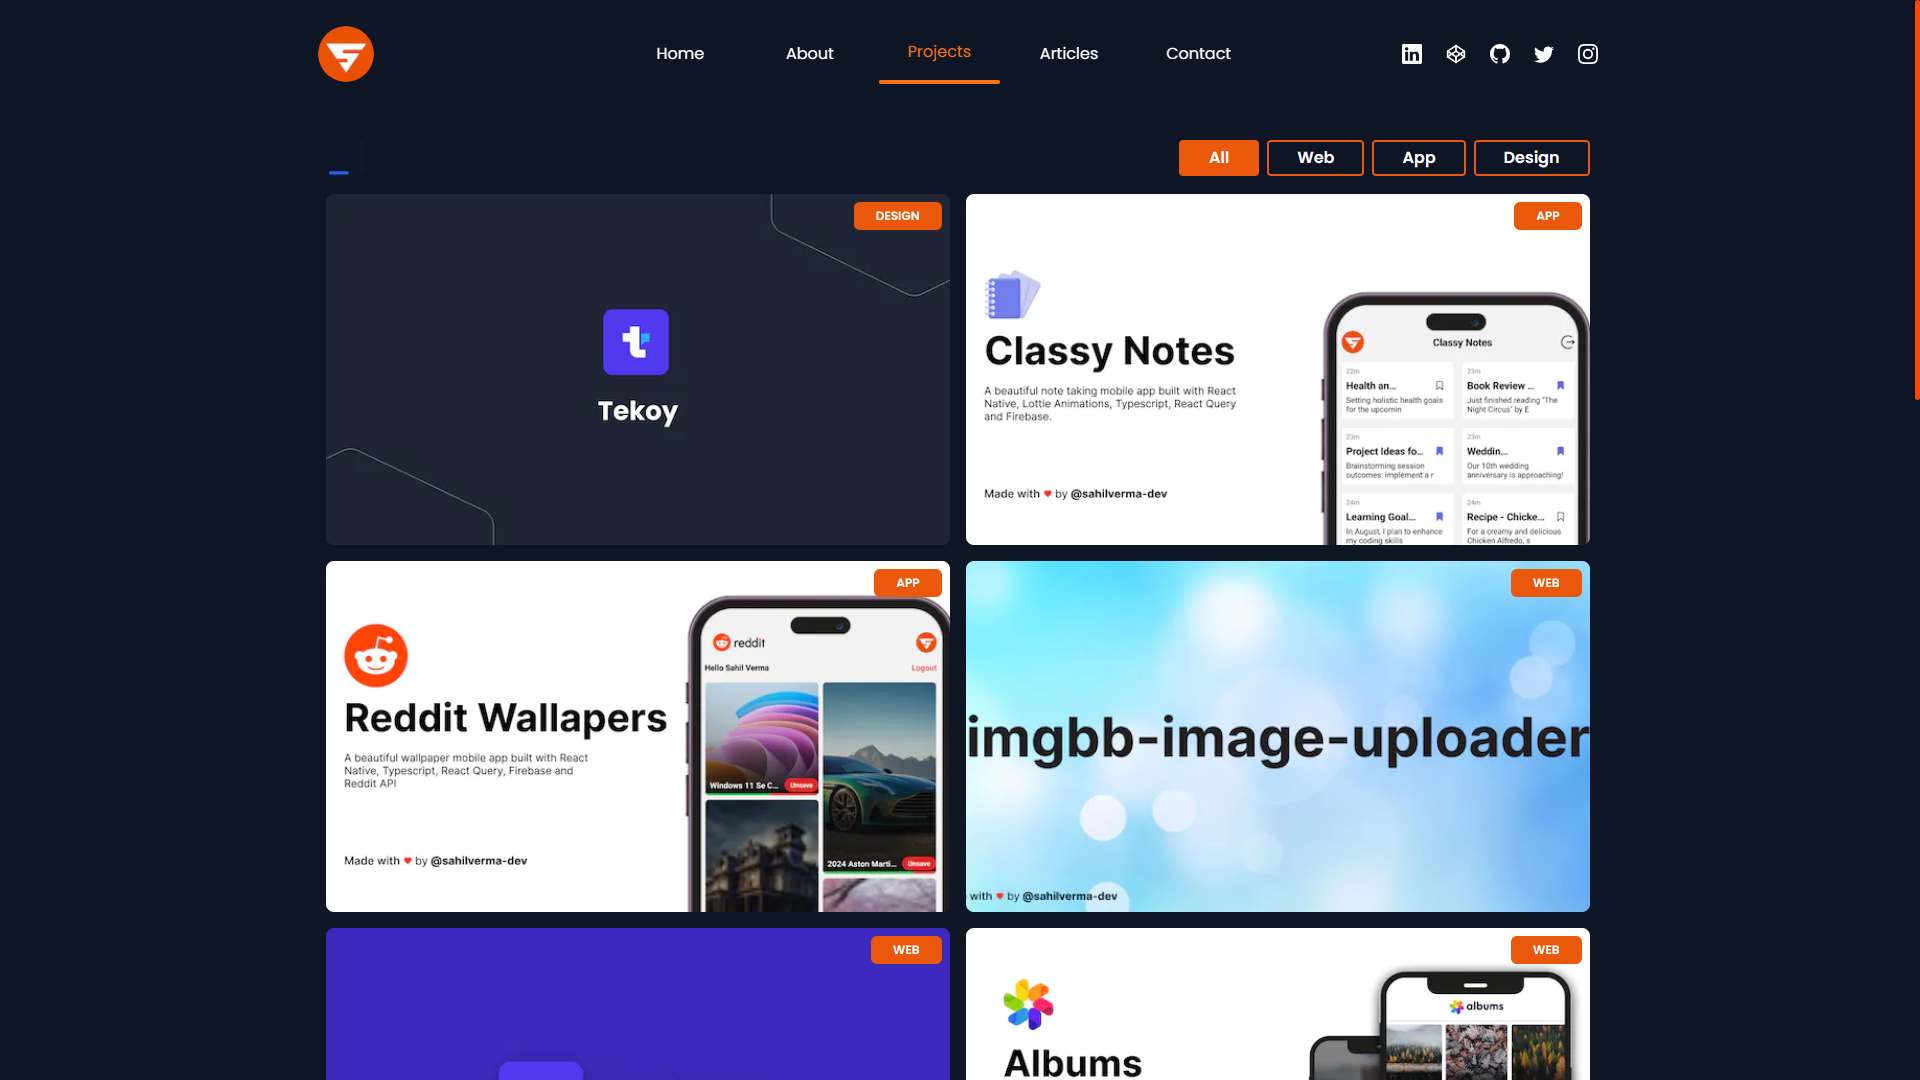 Home About Projects Articles Contact
All Web App Design
DESIGN
Tekoy
APP
Classy Notes
A beautiful note taking mobile app built with React
Native, Lottie Animations, Typescript, React Query
and Firebase.
Made with ❤ by @sahilverma-dev
Classy Notes
22m
Health an...
Setting holistic health goals
for the upcomin
23m
Book Review ...
Just finished reading "The
Night Circus" by E
23m
Project Ideas fo...
Brainstorming session
outcomes: implement a r
23m
Weddin...
Our 10th wedding
anniversary is approaching!
24m
Learning Goal...
In August, I plan to enhance
my coding skills
24m
Recipe - Chicke...
For a creamy and delicious
Chicken Alfredo, s
APP
Reddit Wallapers
A beautiful wallpaper mobile app built with React
Native, Typescript, React Query, Firebase and
Reddit API
Made with ❤ by @sahilverma-dev
reddit
Hello Sahil Verma Logout
Windows 11 Se C... Unsave
2024 Aston Marti... Unsave
WEB
imgbb-image-uploader
with ❤ by @sahilverma-dev
WEB
WEB
Albums
albums